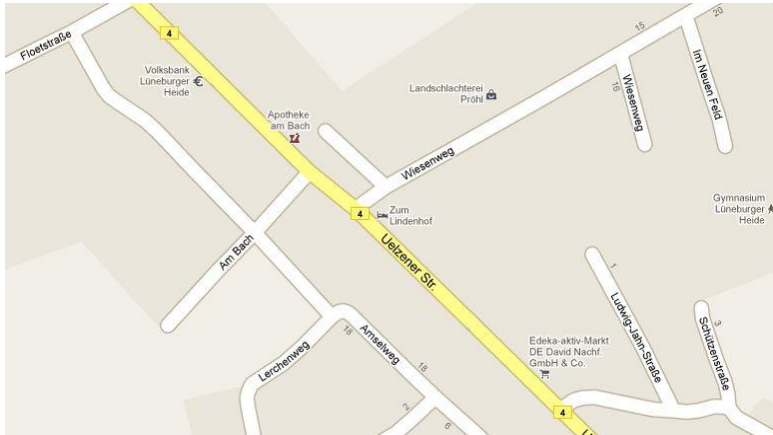 4
Floetstraße
Volksbank
Lüneburger
Heide
Apotheke
am Bach
Landschlachterei
Pröhl
15
20
16
Wiesenweg
Im Neuen Feld
Wiesenweg
Gymnasium
Lüneburger
Heide
4
Zum
Lindenhof
Uelzener Str.
Am Bach
1
Ludwig-Jahn-Straße
3
Schützenstraße
18
Amselweg
18
Lerchenweg
Edeka-aktiv-Markt
DE David Nachf.
GmbH & Co.
2
6
4